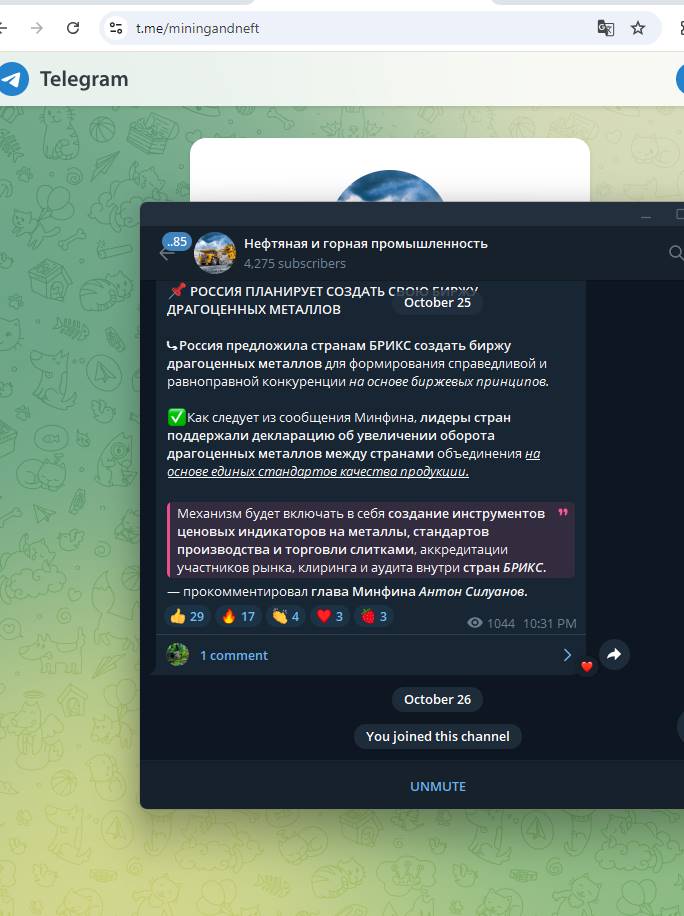 t.me/miningandneft
Telegram
..85
Нефтяная и горная промышленность
4,275 subscribers
📌 РОССИЯ ПЛАНИРУЕТ СОЗДАТЬ СВОЮ БИРЖУ
ДРАГОЦЕННЫХ МЕТАЛЛОВ
October 25
⤷Россия предложила странам БРИКС создать биржу
драгоценных металлов для формирования справедливой и
равноправной конкуренции на основе биржевых принципов.
✅Как следует из сообщения Минфина, лидеры стран
поддержали декларацию об увеличении оборота
драгоценных металлов между странами объединения на
основе единых стандартов качества продукции.
Механизм будет включать в себя создание инструментов
ценовых индикаторов на металлы, стандартов
производства и торговли слитками, аккредитации
участников рынка, клиринга и аудита внутри стран БРИКС.
— прокомментировал глава Минфина Антон Силуанов.
👍 29 🔥 17 👏 4 ❤️ 3 🍓 3
1044 10:31 PM
1 comment
October 26
You joined this channel
UNMUTE